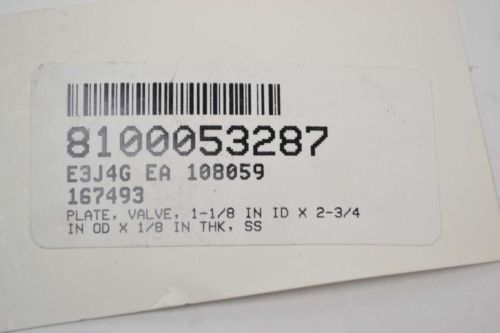 8100053287
E3J4G EA 108059
167493
PLATE, VALVE, 1-1/8 IN ID X 2-3/4
IN OD X 1/8 IN THK, SS